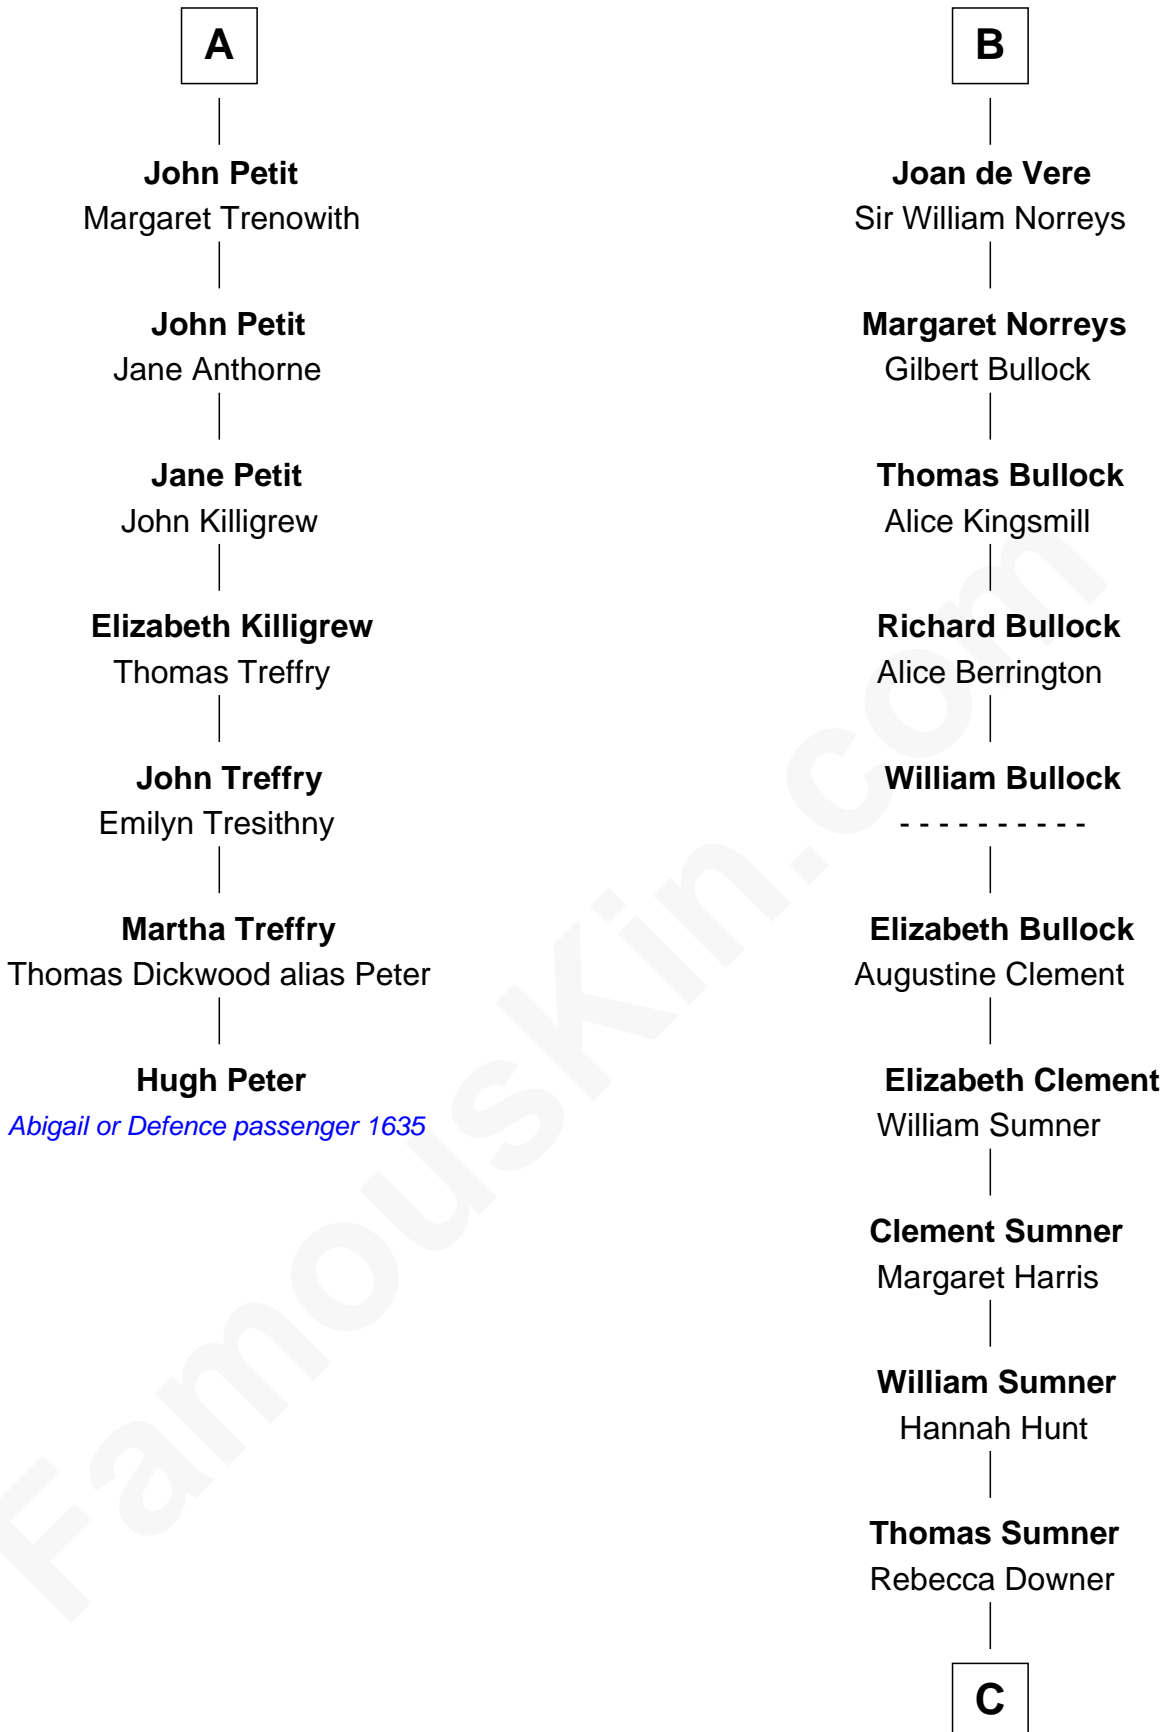 A
John Petit
Margaret Trenowith
John Petit
Jane Anthorne
Jane Petit
John Killigrew
Elizabeth Killigrew
Thomas Treffry
John Treffry
Emilyn Tresithny
Martha Treffry
Thomas Dickwood alias Peter
Hugh Peter
Abigail or Defence passenger 1635
B
Joan de Vere
Sir William Norreys
Margaret Norreys
Gilbert Bullock
Thomas Bullock
Alice Kingsmill
Richard Bullock
Alice Berrington
William Bullock
- - - - - - - - - -
Elizabeth Bullock
Augustine Clement
Elizabeth Clement
William Sumner
Clement Sumner
Margaret Harris
William Sumner
Hannah Hunt
Thomas Sumner
Rebecca Downer
C
FamousKin.com